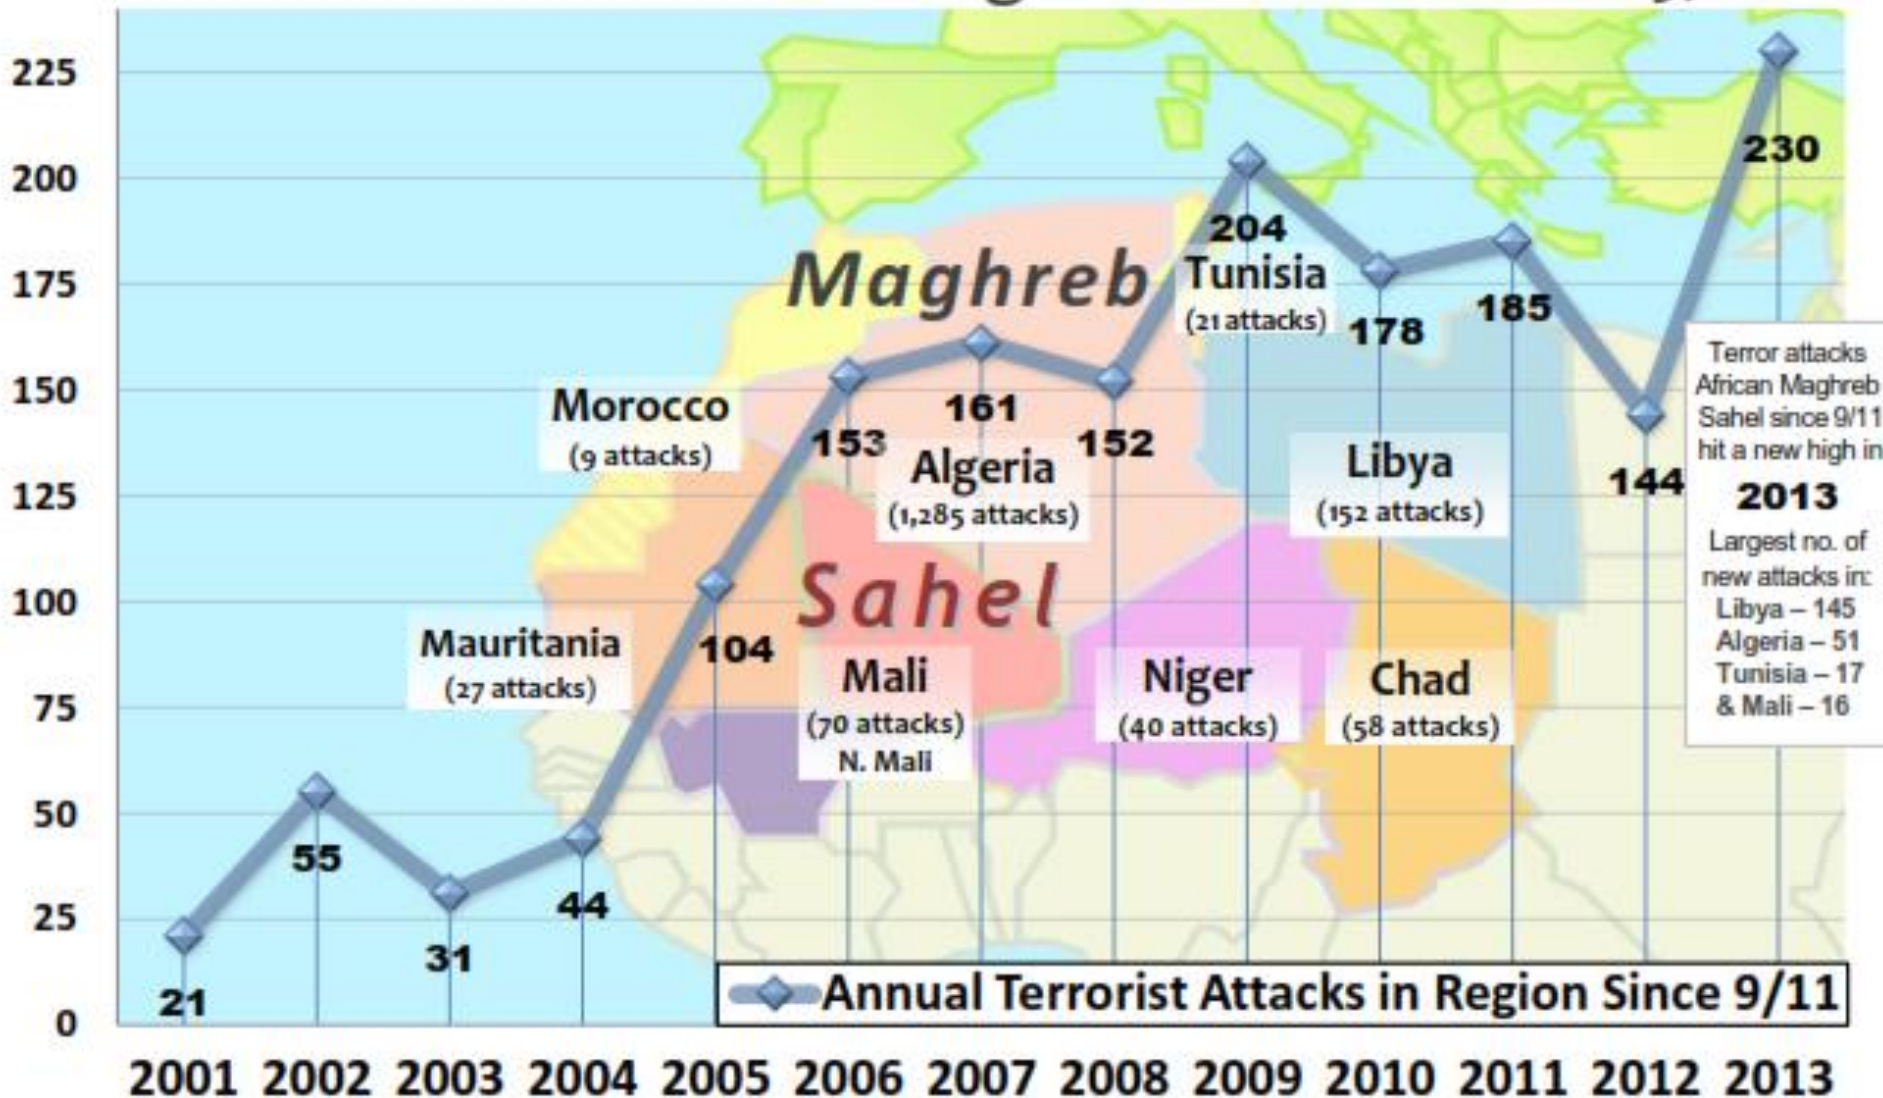 225
200
175
150
125
100
75
50
25
0
Maghreb
Sahel
Morocco
(9 attacks)
Mauritania
(27 attacks)
Algeria
(1,285 attacks)
Tunisia
(21 attacks)
Libya
(152 attacks)
Mali
(70 attacks)
N. Mali
Niger
(40 attacks)
Chad
(58 attacks)
21
55
31
44
104
153
161
152
204
178
185
144
230
Terror attacks
African Maghreb
Sahel since 9/11
hit a new high in
2013
Largest no. of
new attacks in:
Libya – 145
Algeria – 51
Tunisia – 17
& Mali – 16
Annual Terrorist Attacks in Region Since 9/11
2001 2002 2003 2004 2005 2006 2007 2008 2009 2010 2011 2012 2013